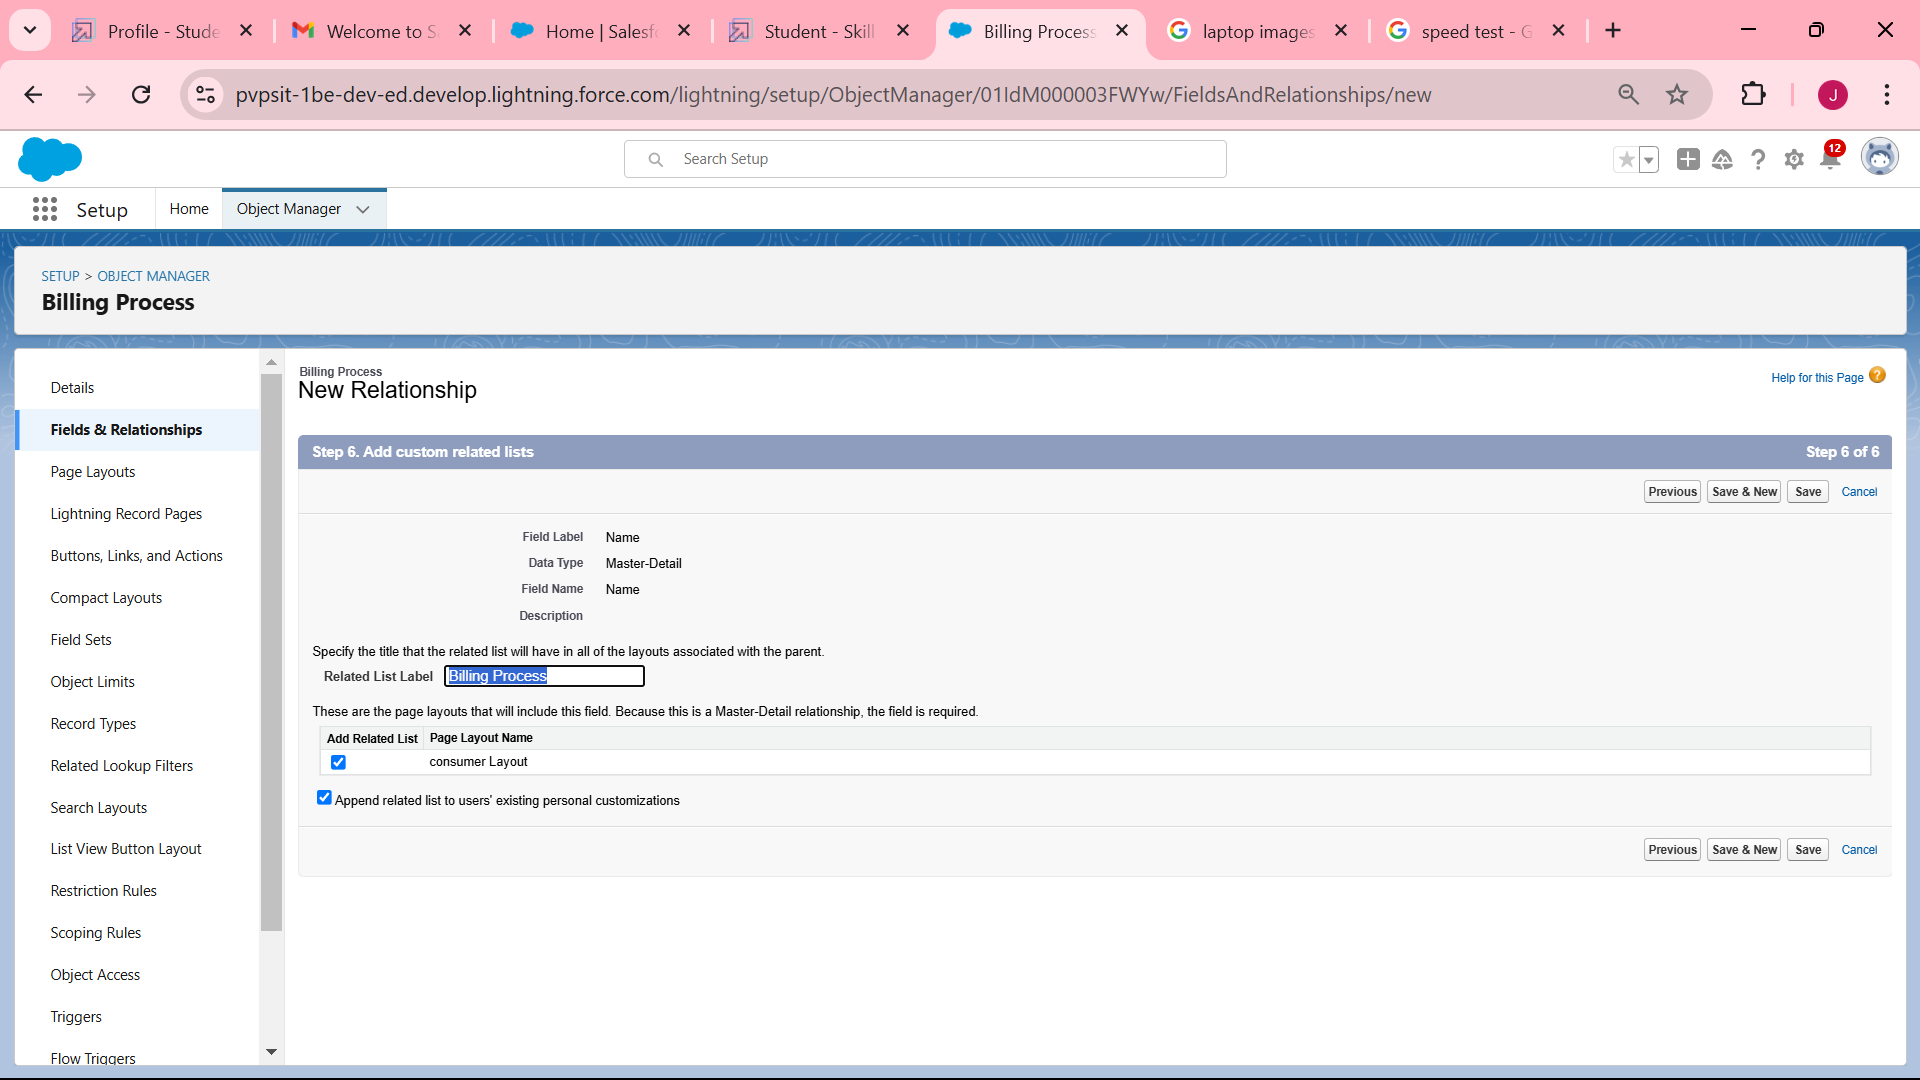 Profile - Stude
Welcome to Sa
Home | Salesfo
Student - Skill
Billing Process
laptop images
speed test - G
pvpsit-1be-dev-ed.develop.lightning.force.com/lightning/setup/ObjectManager/01IdM000003FWYw/FieldsAndRelationships/new
J
Search Setup
12
Setup
Home
Object Manager
SETUP > OBJECT MANAGER
Billing Process
Details
Fields & Relationships
Page Layouts
Lightning Record Pages
Buttons, Links, and Actions
Compact Layouts
Field Sets
Object Limits
Record Types
Related Lookup Filters
Search Layouts
List View Button Layout
Restriction Rules
Scoping Rules
Object Access
Triggers
Flow Triggers
Billing Process
New Relationship
Help for this Page ?
Step 6. Add custom related lists
Step 6 of 6
Previous Save & New Save Cancel
Field Label Name
Data Type Master-Detail
Field Name Name
Description
Specify the title that the related list will have in all of the layouts associated with the parent.
Related List Label Billing Process
These are the page layouts that will include this field. Because this is a Master-Detail relationship, the field is required.
Add Related List Page Layout Name
consumer Layout
Append related list to users' existing personal customizations
Previous Save & New Save Cancel